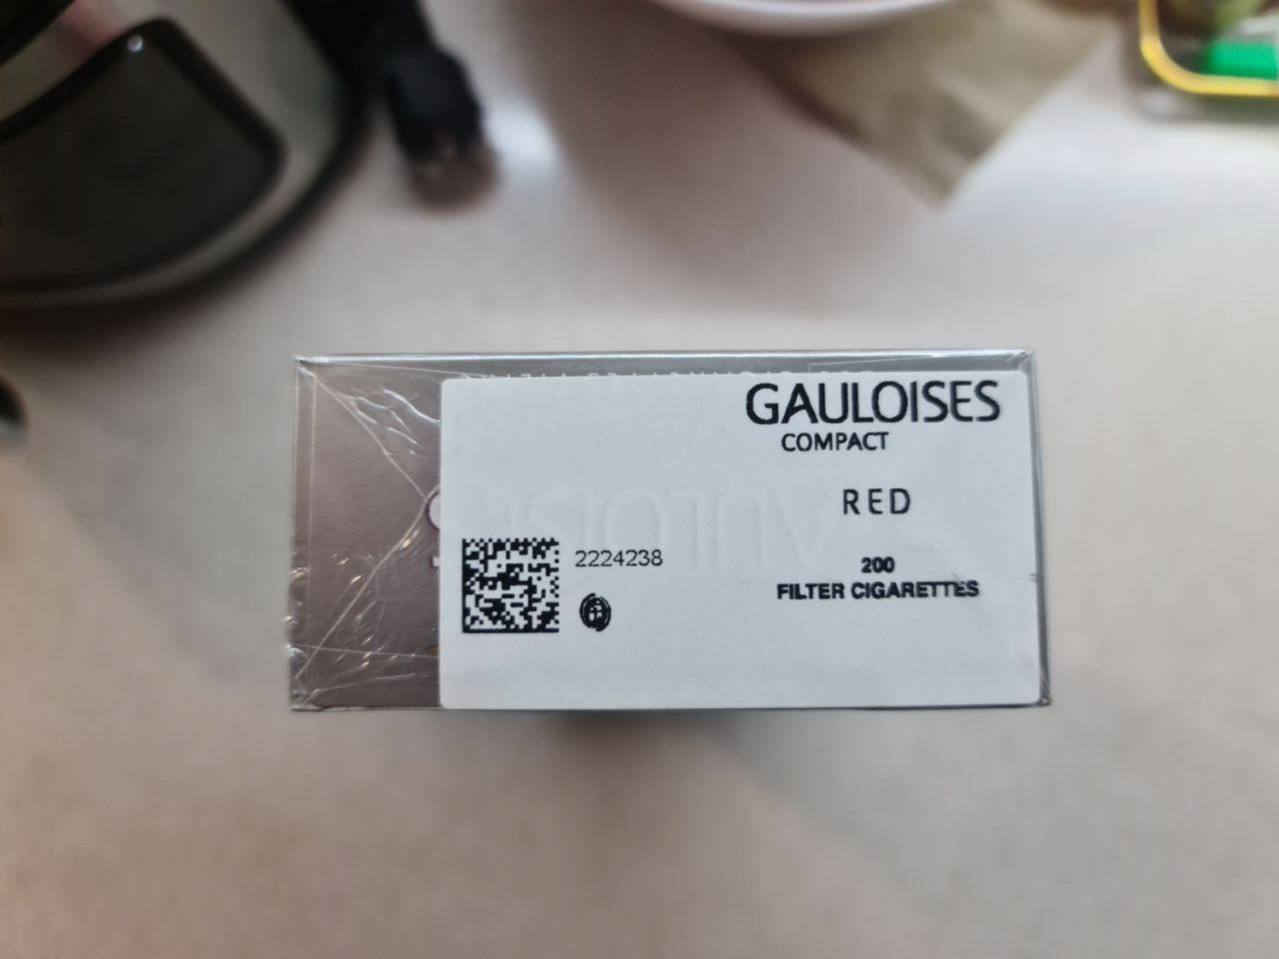 GAULOISES
COMPACT
RED
2224238
200
FILTER CIGARETTES